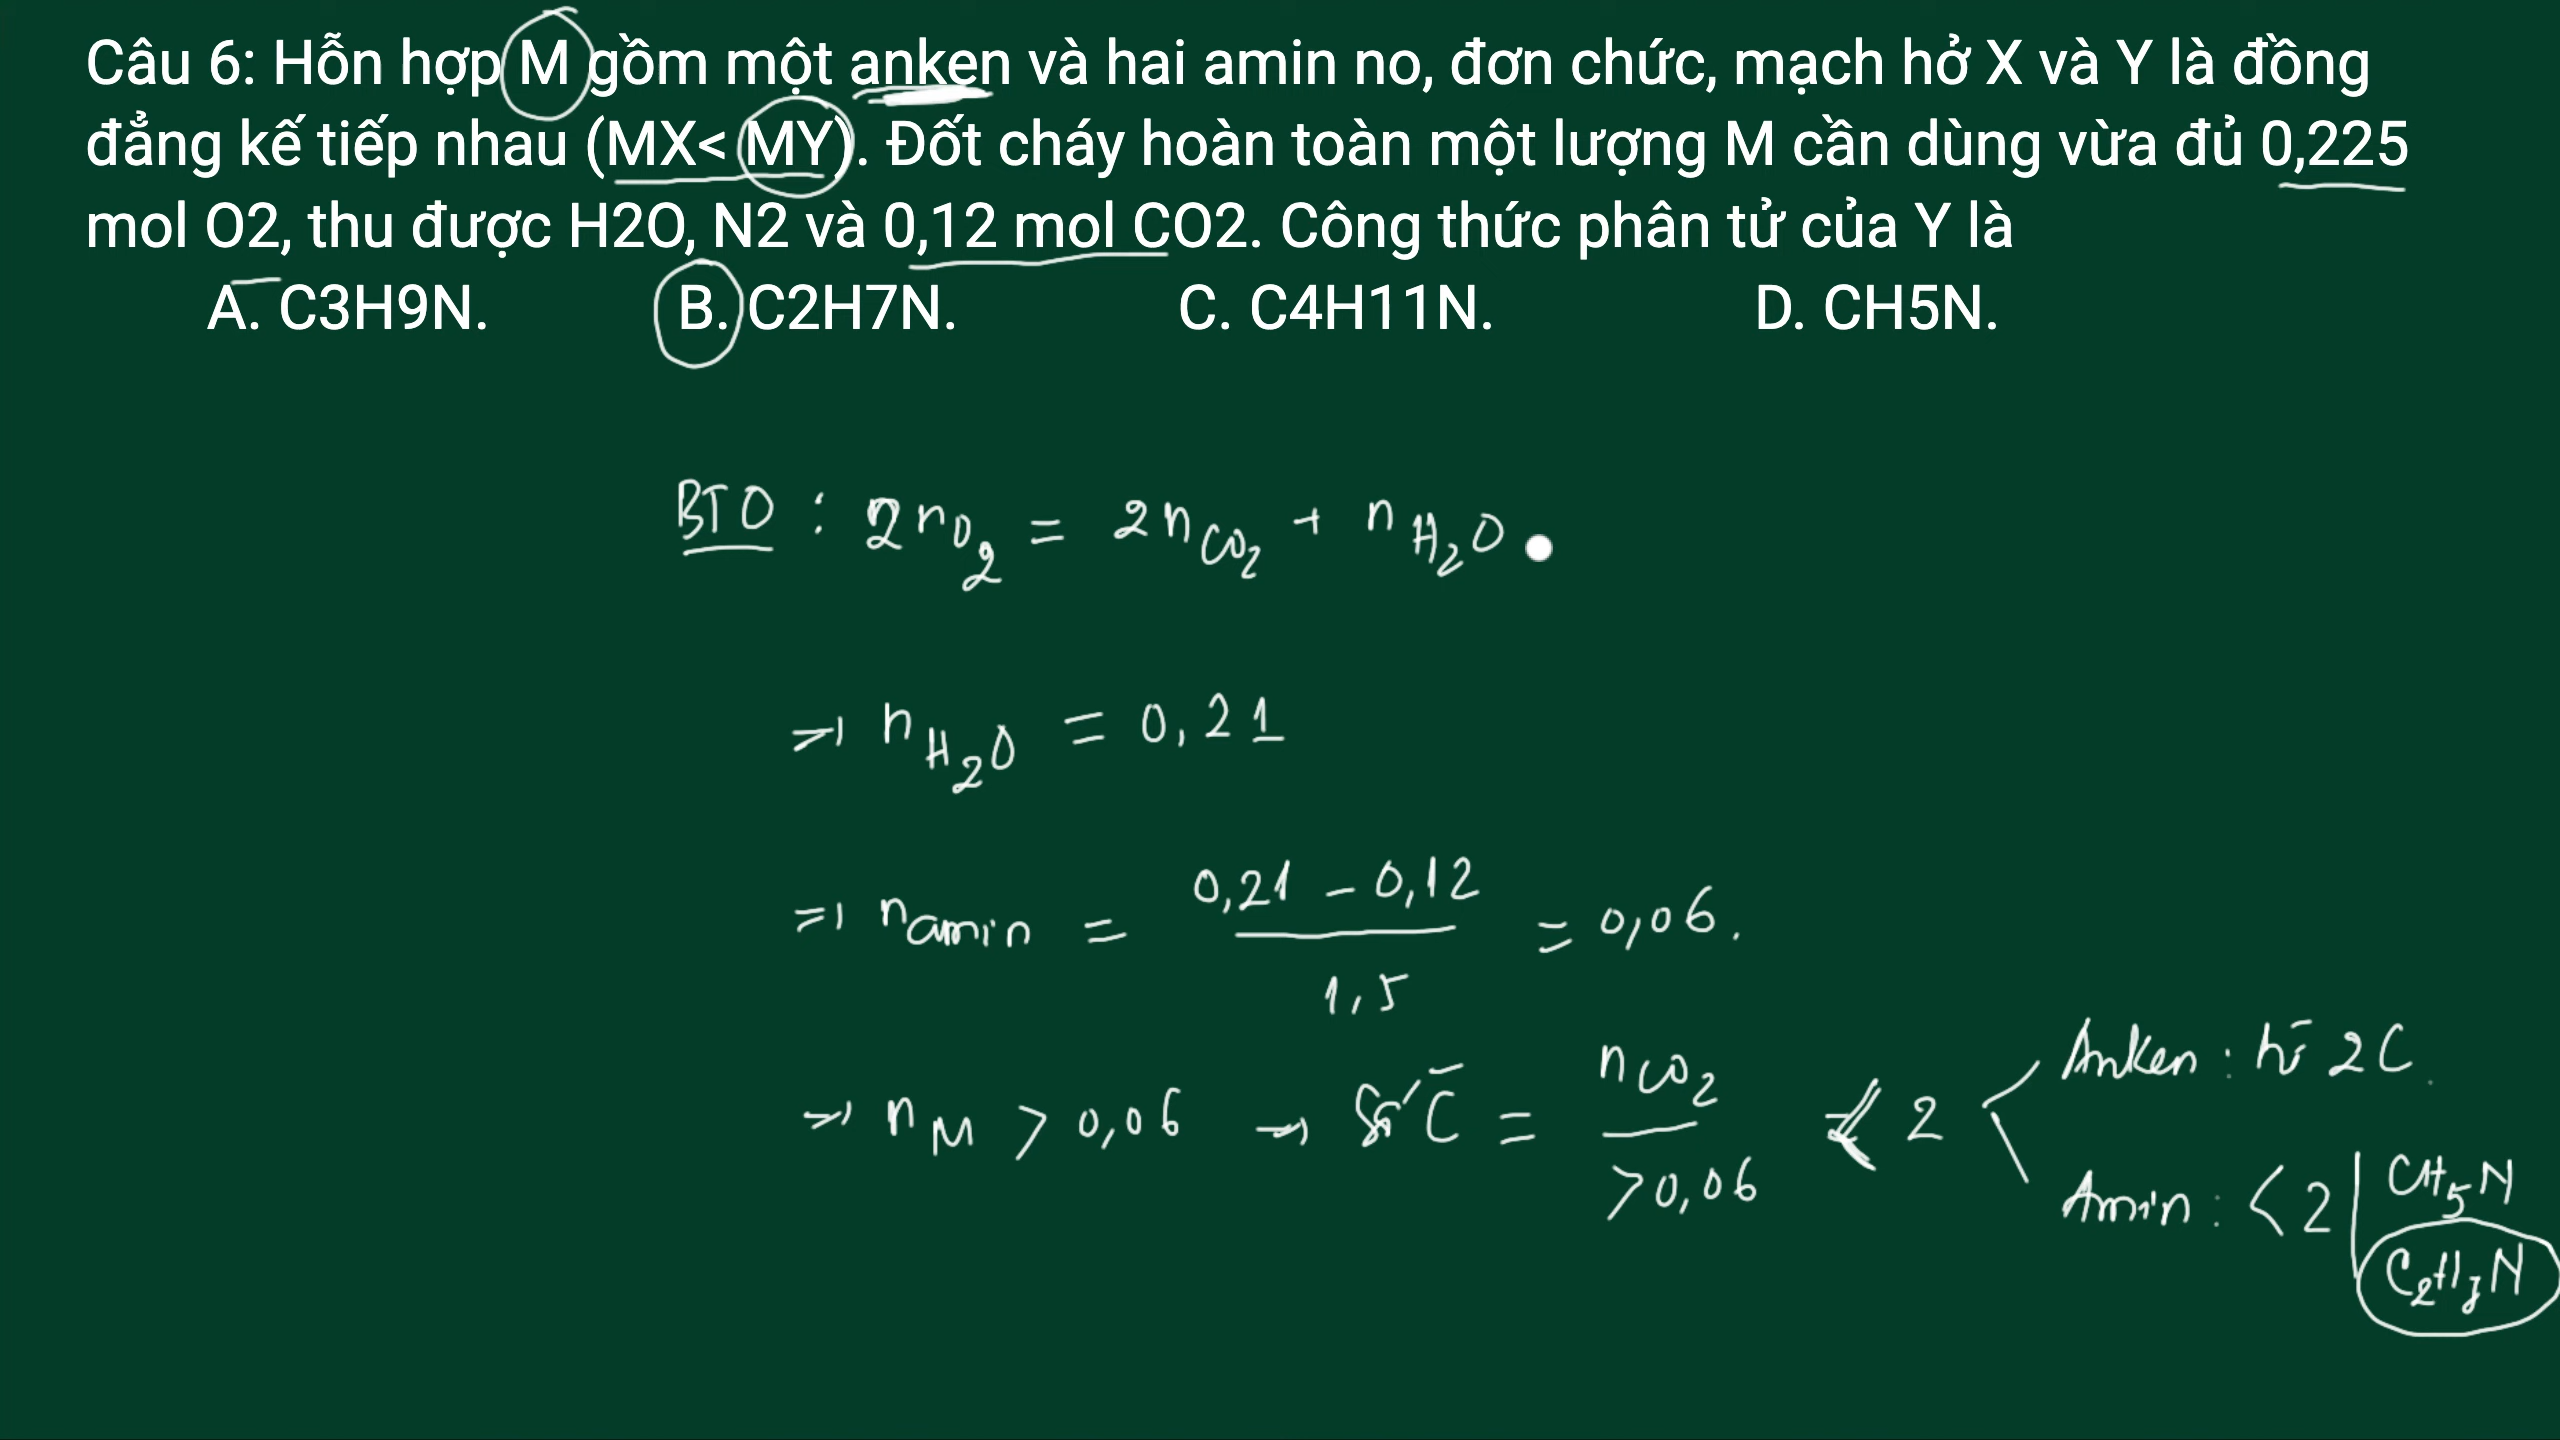 Câu 6: Hỗn hợp M gồm một anken và hai amin no, đơn chức, mạch hở X và Y là đồng
đẳng kế tiếp nhau (MX< MY). Đốt cháy hoàn toàn một lượng M cần dùng vừa đủ 0,225
mol O2, thu được H2O, N2 và 0,12 mol CO2. Công thức phân tử của Y là
A. C3H9N. B. C2H7N. C. C4H11N. D. CH5N.
BTO : 2nO2 = 2nCO2 + nH2O
=> nH2O = 0,21
=> namin = (0,21 - 0,12) / 1,5 = 0,06.
=> nM > 0,06 → Số C̄ = nCO2 / >0,06 < 2
Anken : 2C
Amin : < 2 | CH5N
C2H7N